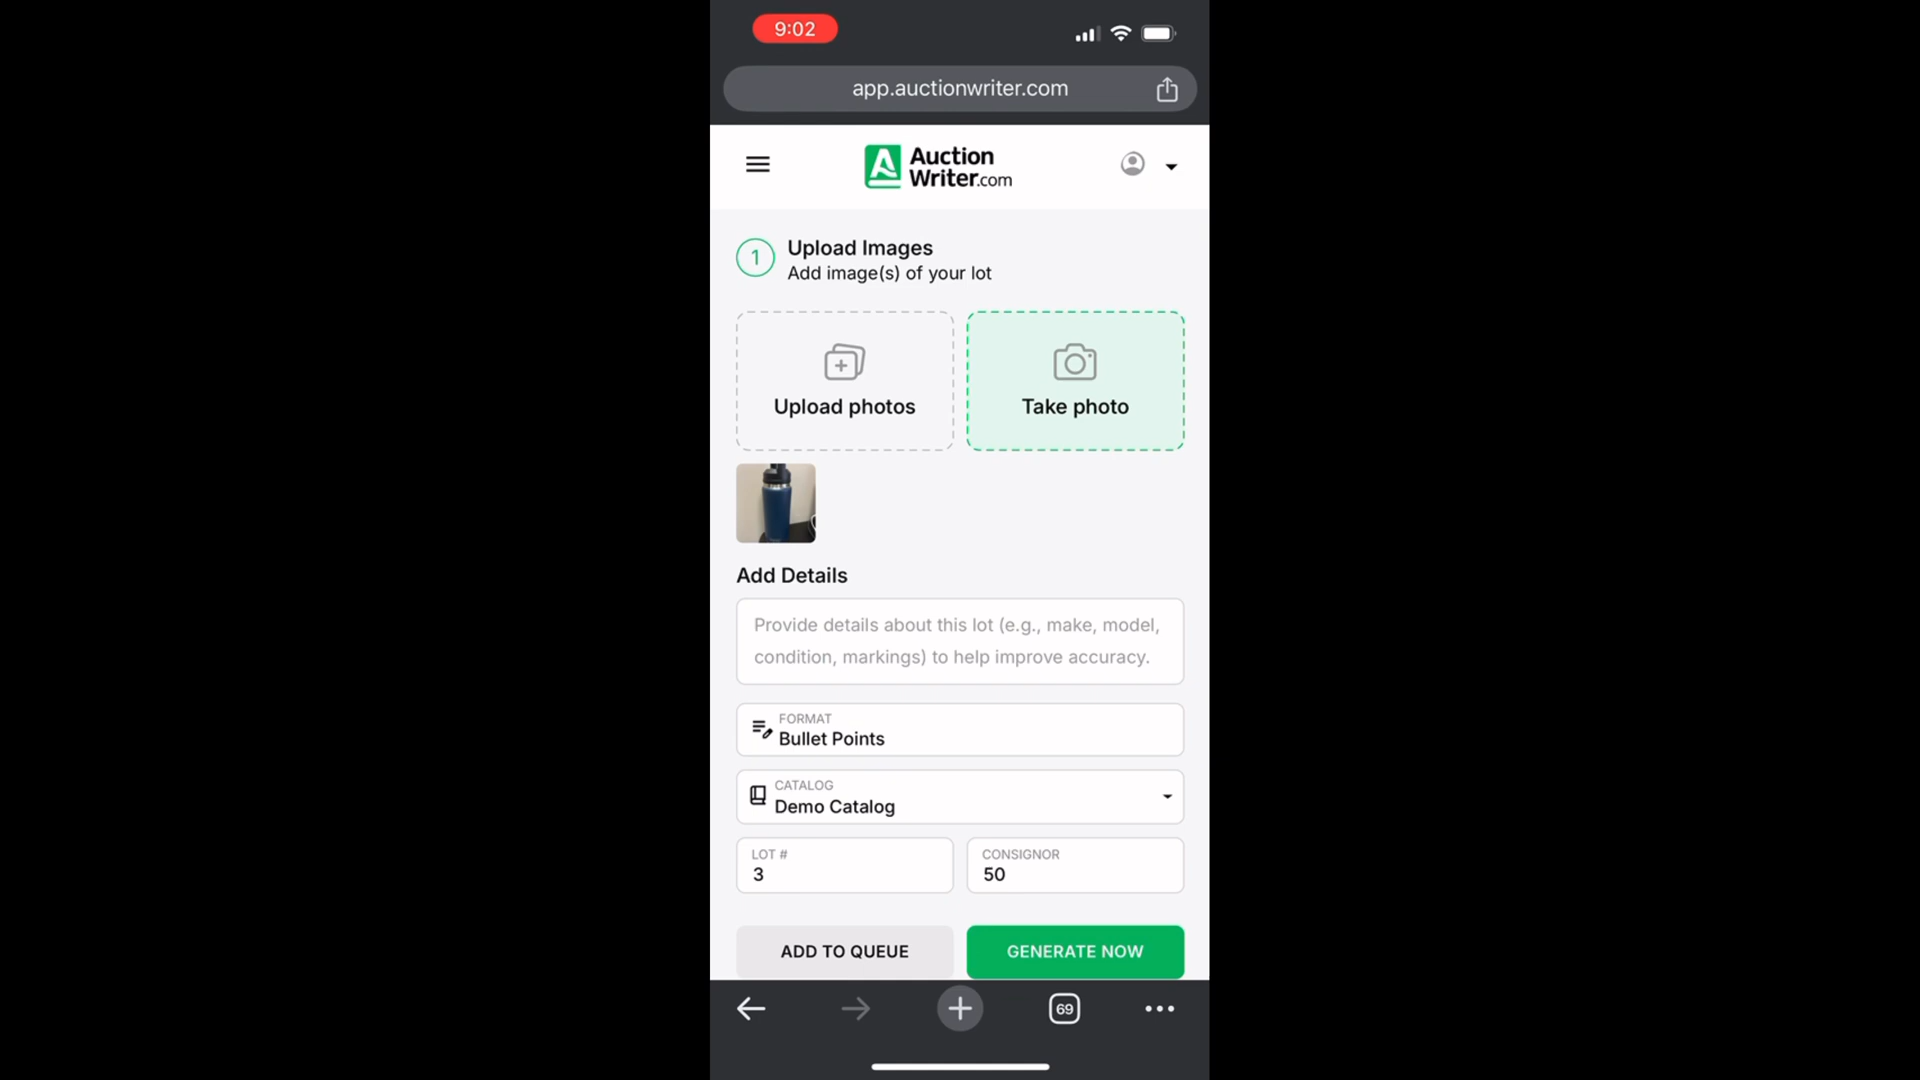 9:02
app.auctionwriter.com
Auction
Writer.com
1
Upload Images
Add image(s) of your lot
Upload photos
Take photo
Add Details
Provide details about this lot (e.g., make, model,
condition, markings) to help improve accuracy.
FORMAT
Bullet Points
CATALOG
Demo Catalog
LOT #
3
CONSIGNOR
50
ADD TO QUEUE
GENERATE NOW
69